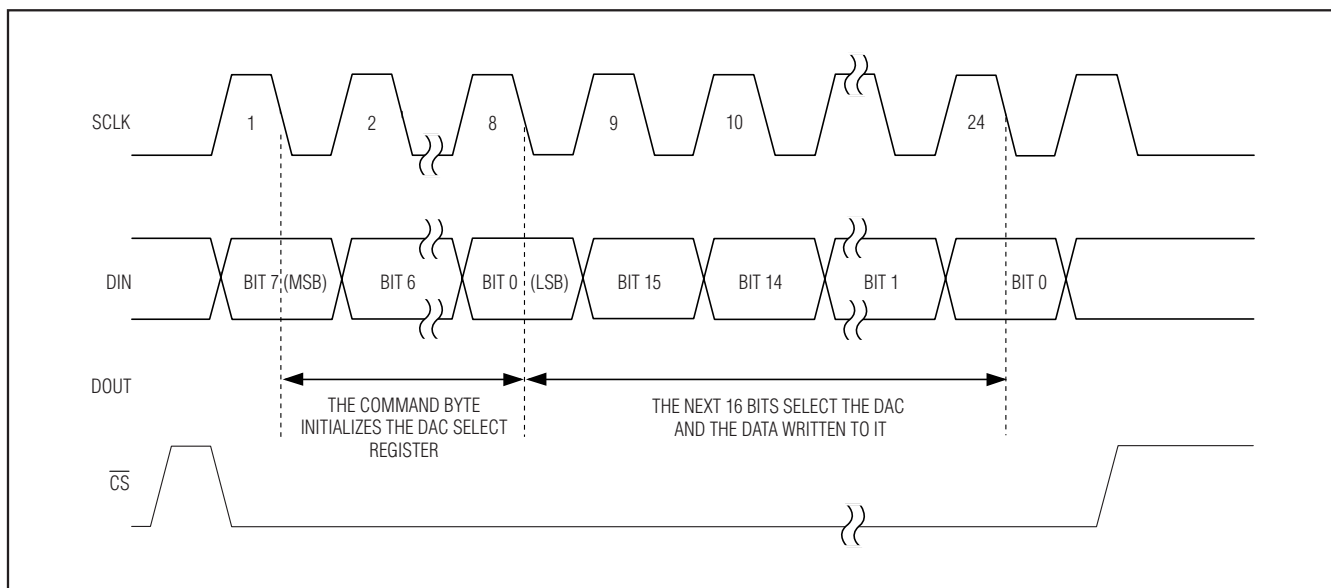 SCLK
1 2 8 9 10 24
DIN
BIT 7 (MSB) BIT 6 BIT 0 (LSB) BIT 15 BIT 14 BIT 1 BIT 0
DOUT
THE COMMAND BYTE
INITIALIZES THE DAC SELECT
REGISTER
THE NEXT 16 BITS SELECT THE DAC
AND THE DATA WRITTEN TO IT
CS